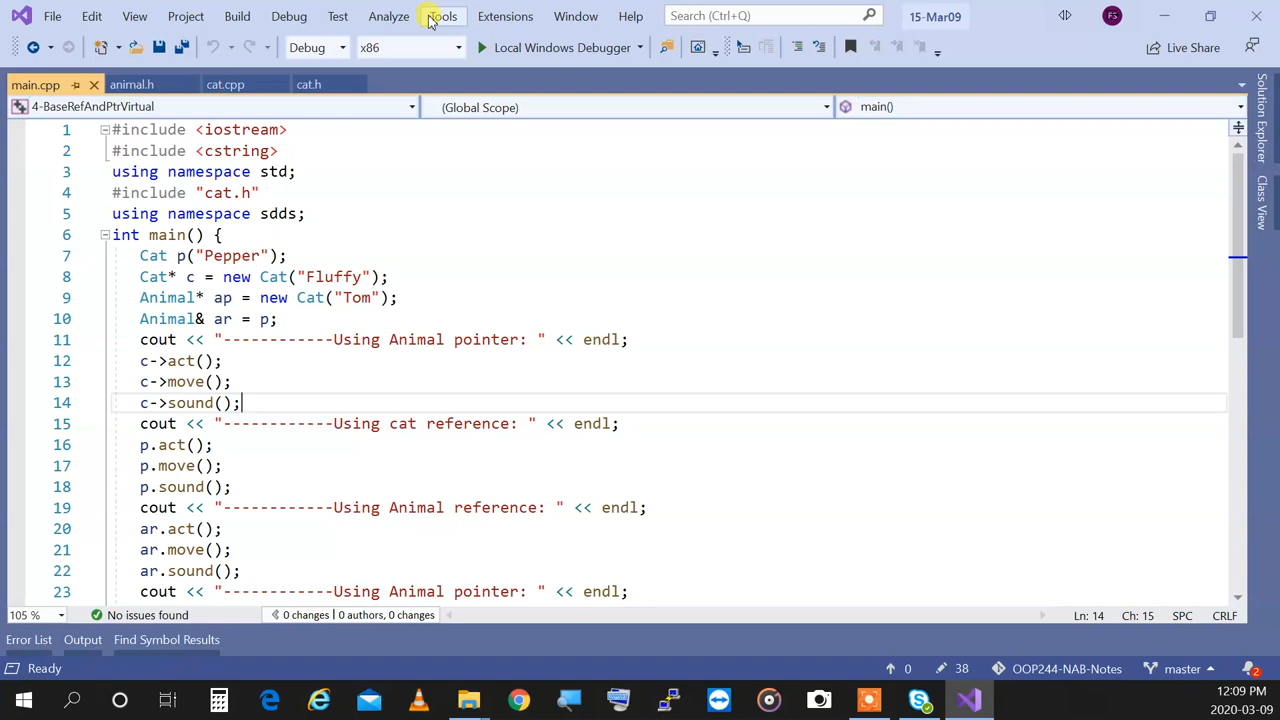 File Edit View Project Build Debug Test Analyze Tools Extensions Window Help Search (Ctrl+Q) 15-Mar09 FS
Debug x86 Local Windows Debugger Live Share
main.cpp animal.h cat.cpp cat.h
4-BaseRefAndPtrVirtual (Global Scope) main()
1 #include <iostream>
2 #include <cstring>
3 using namespace std;
4 #include "cat.h"
5 using namespace sdds;
6 int main() {
7 Cat p("Pepper");
8 Cat* c = new Cat("Fluffy");
9 Animal* ap = new Cat("Tom");
10 Animal& ar = p;
11 cout << "------------Using Animal pointer: " << endl;
12 c->act();
13 c->move();
14 c->sound();
15 cout << "------------Using cat reference: " << endl;
16 p.act();
17 p.move();
18 p.sound();
19 cout << "------------Using Animal reference: " << endl;
20 ar.act();
21 ar.move();
22 ar.sound();
23 cout << "------------Using Animal pointer: " << endl;
Solution Explorer
Class View
105 % No issues found 0 changes | 0 authors, 0 changes Ln: 14 Ch: 15 SPC CRLF
Error List Output Find Symbol Results
Ready 0 38 OOP244-NAB-Notes master 2
12:09 PM
2020-03-09